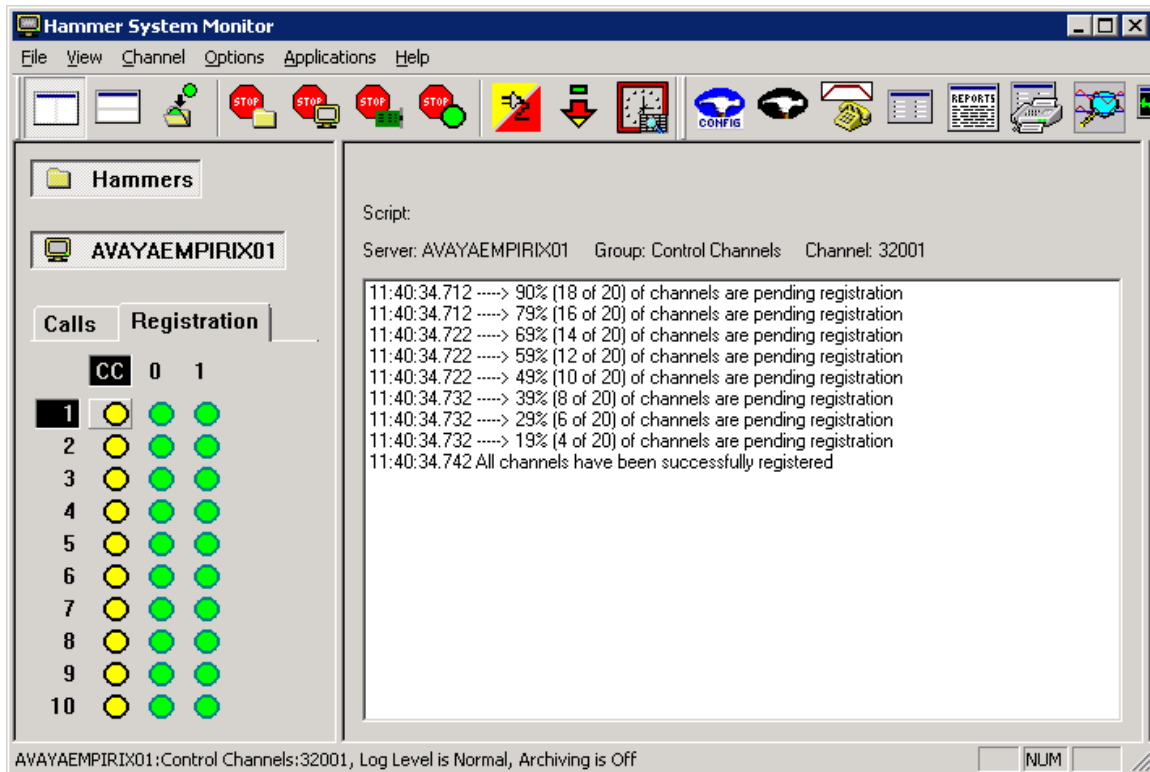 Hammer System Monitor
File View Channel Options Applications Help
STOP STOP STOP STOP 2 CONFIG REPORTS
Hammers
AVAYAEMPIRIX01
Calls Registration
CC 0 1
1
2
3
4
5
6
7
8
9
10
Script:
Server: AVAYAEMPIRIX01 Group: Control Channels Channel: 32001
11:40:34.712 -----> 90% (18 of 20) of channels are pending registration
11:40:34.712 -----> 79% (16 of 20) of channels are pending registration
11:40:34.722 -----> 69% (14 of 20) of channels are pending registration
11:40:34.722 -----> 59% (12 of 20) of channels are pending registration
11:40:34.722 -----> 49% (10 of 20) of channels are pending registration
11:40:34.732 -----> 39% (8 of 20) of channels are pending registration
11:40:34.732 -----> 29% (6 of 20) of channels are pending registration
11:40:34.732 -----> 19% (4 of 20) of channels are pending registration
11:40:34.742 All channels have been successfully registered
AVAYAEMPIRIX01:Control Channels:32001, Log Level is Normal, Archiving is Off
NUM